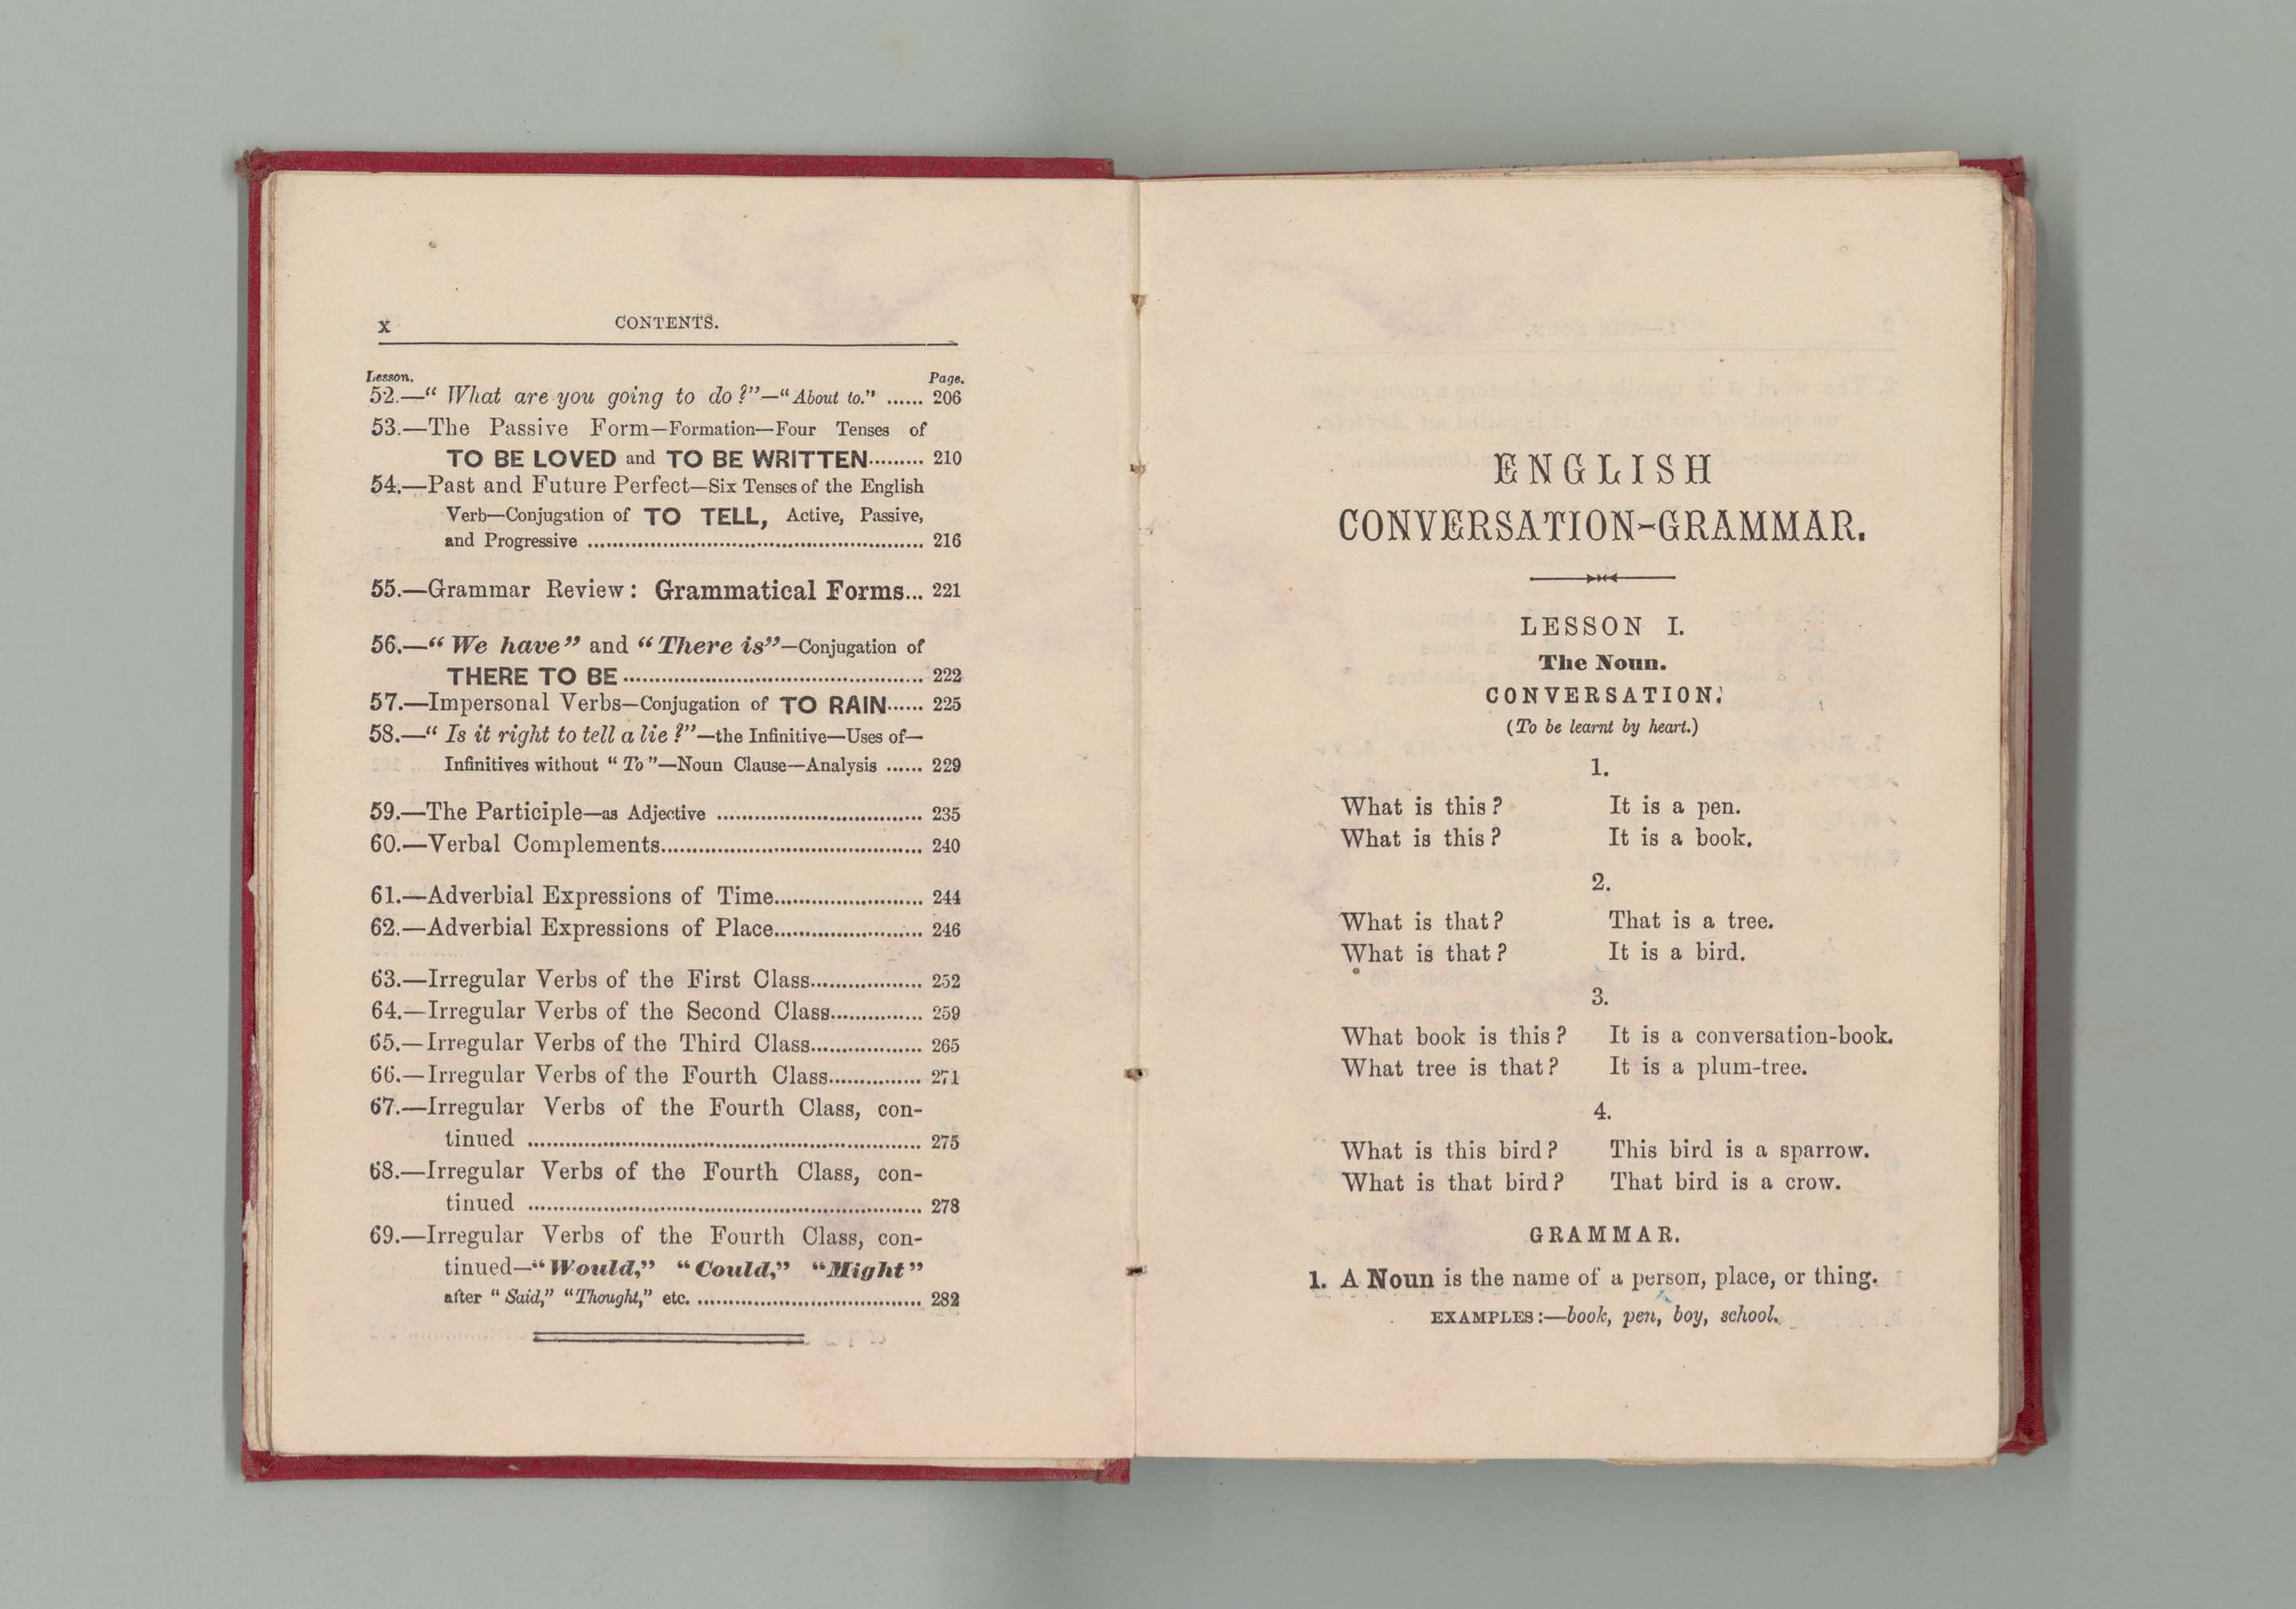 x CONTENTS.
Lesson. Page.
52.—“ What are you going to do ?”—“About to.” ...... 206
53.—The Passive Form—Formation—Four Tenses of
TO BE LOVED and TO BE WRITTEN......... 210
54.—Past and Future Perfect—Six Tenses of the English
Verb—Conjugation of TO TELL, Active, Passive,
and Progressive ...................................................... 216
55.—Grammar Review: Grammatical Forms... 221
56.—“ We have” and “There is”—Conjugation of
THERE TO BE ................................................ 222
57.—Impersonal Verbs—Conjugation of TO RAIN...... 225
58.—“ Is it right to tell a lie ?”—the Infinitive—Uses of—
Infinitives without “ To ”—Noun Clause—Analysis ...... 229
59.—The Participle—as Adjective ................................. 235
60.—Verbal Complements.......................................... 240
61.—Adverbial Expressions of Time........................ 244
62.—Adverbial Expressions of Place........................ 246
63.—Irregular Verbs of the First Class.................. 252
64.—Irregular Verbs of the Second Class............... 259
65.—Irregular Verbs of the Third Class.................. 265
66.—Irregular Verbs of the Fourth Class............... 271
67.—Irregular Verbs of the Fourth Class, con-
tinued ............................................................... 275
68.—Irregular Verbs of the Fourth Class, con-
tinued ............................................................... 278
69.—Irregular Verbs of the Fourth Class, con-
tinued—“Would,” “Could,” “Might”
after “ Said,” “Thought,” etc. .................................... 282
ENGLISH
CONVERSATION-GRAMMAR.
LESSON I.
The Noun.
CONVERSATION.
(To be learnt by heart.)
1.
What is this ? It is a pen.
What is this ? It is a book.
2.
What is that ? That is a tree.
What is that ? It is a bird.
3.
What book is this ? It is a conversation-book.
What tree is that ? It is a plum-tree.
4.
What is this bird ? This bird is a sparrow.
What is that bird ? That bird is a crow.
GRAMMAR.
1. A Noun is the name of a person, place, or thing.
EXAMPLES :—book, pen, boy, school.